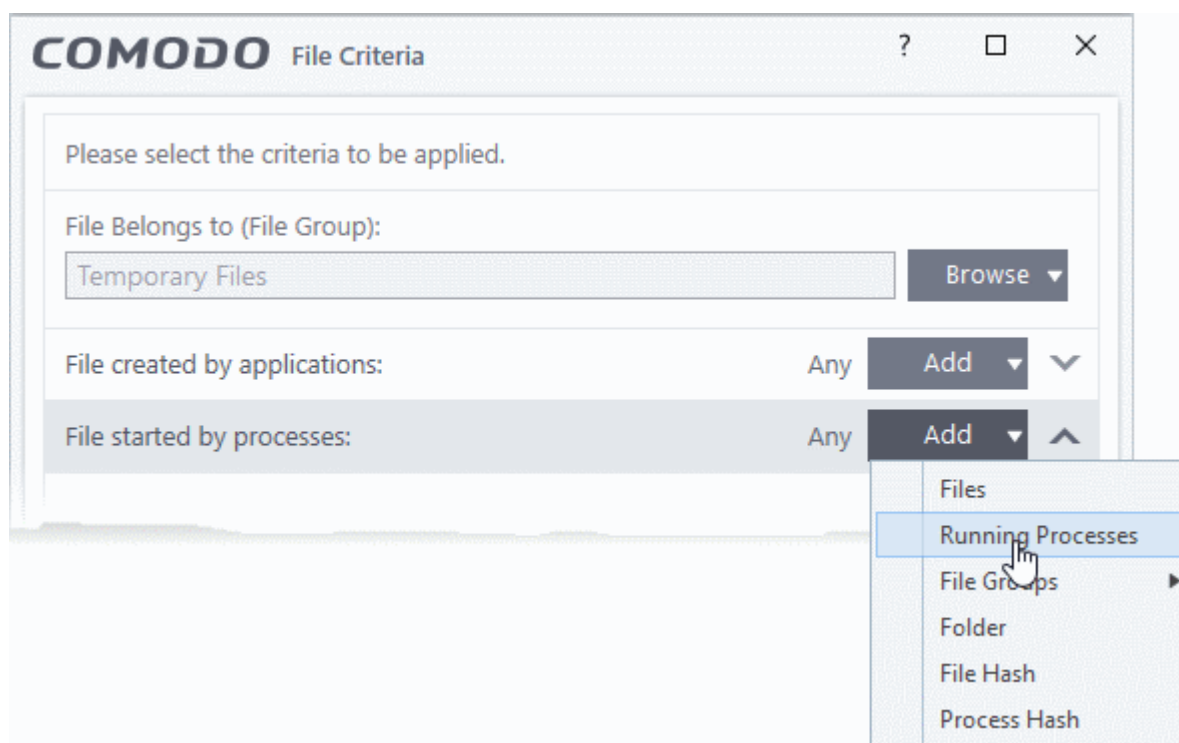 COMODO File Criteria ?
Please select the criteria to be applied.
File Belongs to (File Group):
Temporary Files Browse
File created by applications: Any Add
File started by processes: Any Add
Files
Running Processes
File Groups
Folder
File Hash
Process Hash